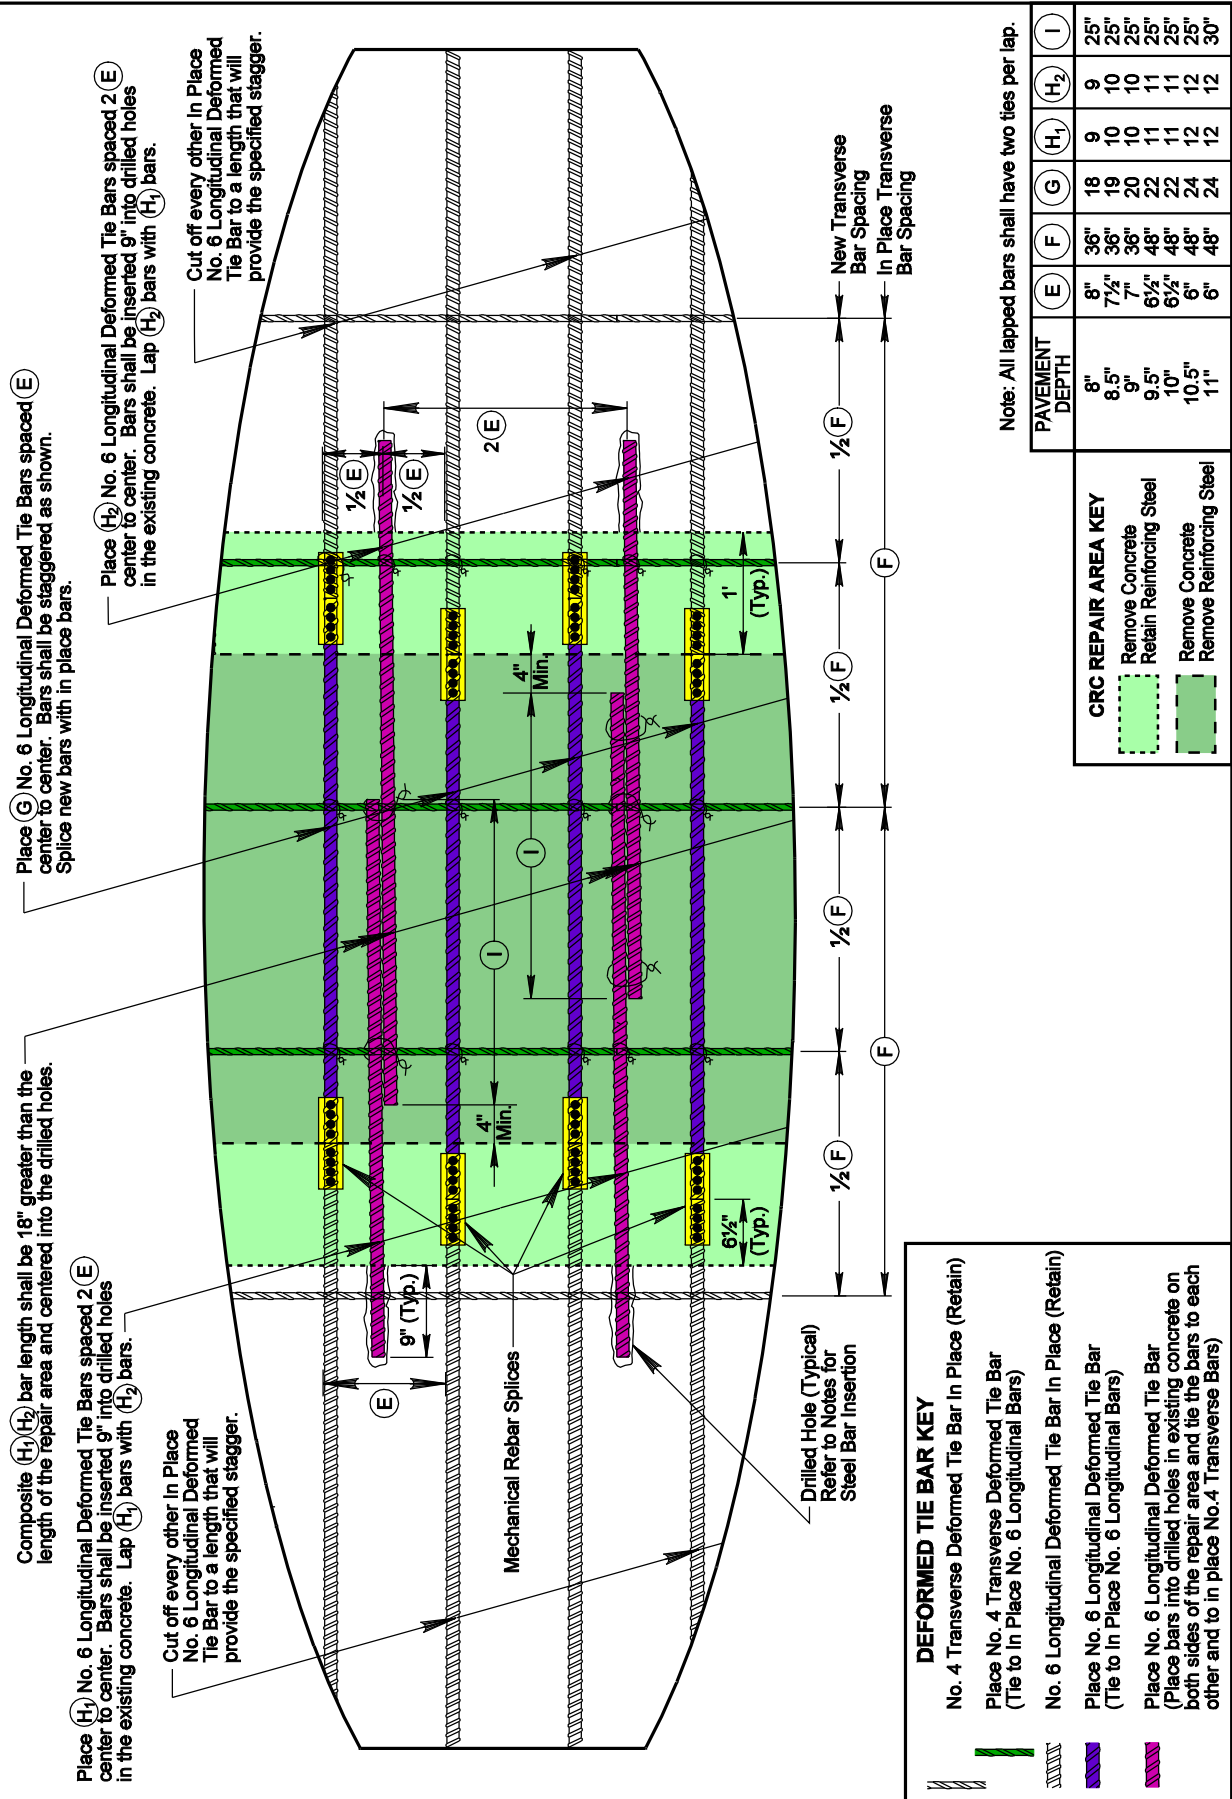 Composite H1 H2 bar length shall be 18" greater than the
length of the repair area and centered into the drilled holes.
Place H1 No. 6 Longitudinal Deformed Tie Bars spaced 2 E
center to center. Bars shall be inserted 9" into drilled holes
in the existing concrete. Lap H1 bars with H2 bars.
Cut off every other In Place
No. 6 Longitudinal Deformed
Tie Bar to a length that will
provide the specified stagger.
Place G No. 6 Longitudinal Deformed Tie Bars spaced E
center to center. Bars shall be staggered as shown.
Splice new bars with in place bars.
Place H2 No. 6 Longitudinal Deformed Tie Bars spaced 2 E
center to center. Bars shall be inserted 9" into drilled holes
in the existing concrete. Lap H2 bars with H1 bars.
Cut off every other In Place
No. 6 Longitudinal Deformed
Tie Bar to a length that will
provide the specified stagger.
E
9" (Typ.)
4"
Min.
I
I
4"
Min.
½ E
½ E
2 E
Mechanical Rebar Splices
6½"
(Typ.)
1'
(Typ.)
Drilled Hole (Typical)
Refer to Notes for
Steel Bar Insertion
½ F
½ F
½ F
½ F
New Transverse
Bar Spacing
F
F
In Place Transverse
Bar Spacing
DEFORMED TIE BAR KEY
No. 4 Transverse Deformed Tie Bar In Place (Retain)
Place No. 4 Transverse Deformed Tie Bar
(Tie to In Place No. 6 Longitudinal Bars)
No. 6 Longitudinal Deformed Tie Bar In Place (Retain)
Place No. 6 Longitudinal Deformed Tie Bar
(Tie to In Place No. 6 Longitudinal Bars)
Place No. 6 Longitudinal Deformed Tie Bar
(Place bars into drilled holes in existing concrete on
both sides of the repair area and tie the bars to each
other and to in place No.4 Transverse Bars)
CRC REPAIR AREA KEY
Remove Concrete
Retain Reinforcing Steel
Remove Concrete
Remove Reinforcing Steel
Note: All lapped bars shall have two ties per lap.
PAVEMENT DEPTH E F G H1 H2 I
8" 8" 36" 18 9 9 25"
8.5" 7½" 36" 19 10 10 25"
9" 7" 36" 20 10 10 25"
9.5" 6½" 48" 22 11 11 25"
10" 6½" 48" 22 11 11 25"
10.5" 6" 48" 24 12 12 25"
11" 6" 48" 24 12 12 30"